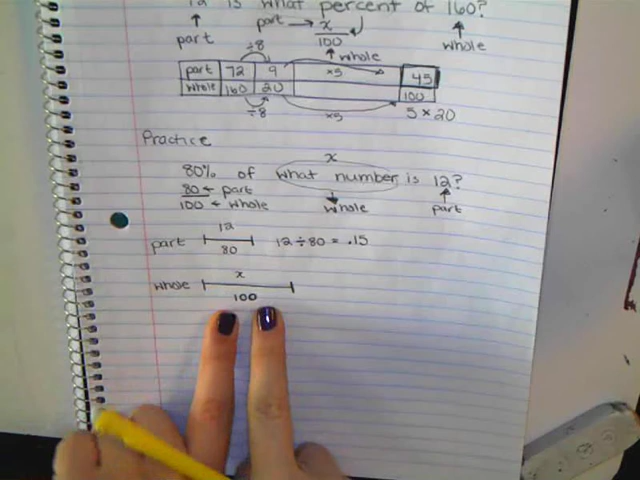 12 is what percent of 160?
part part → x whole
100
whole
÷8
part 72 9 ×5 45
whole 160 20 100
÷8 ×5 5 × 20
Practice
x
80% of what number is 12?
80 ← part
100 ← whole whole part
12
part 12 ÷ 80 = .15
80
x
whole
100